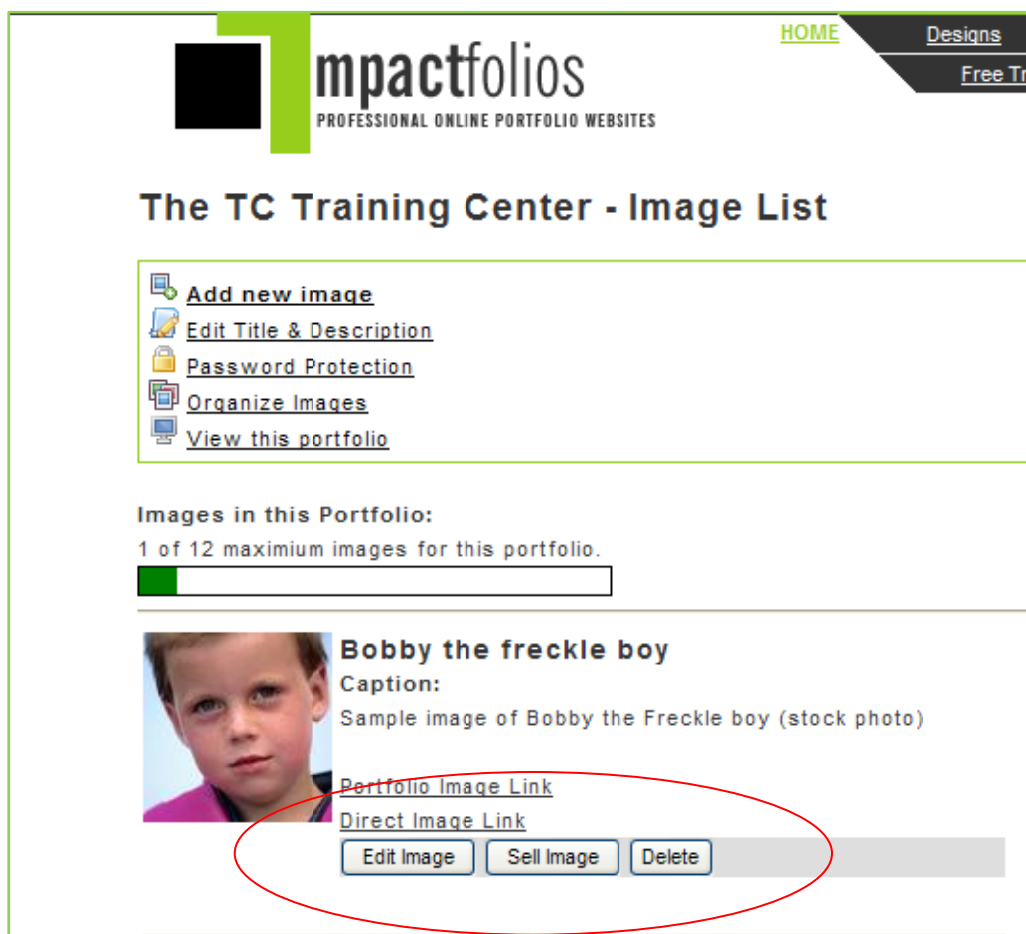 HOME
Designs
Free Tr
mpactfolios
PROFESSIONAL ONLINE PORTFOLIO WEBSITES
The TC Training Center - Image List
Add new image
Edit Title & Description
Password Protection
Organize Images
View this portfolio
Images in this Portfolio:
1 of 12 maximium images for this portfolio.
Bobby the freckle boy
Caption:
Sample image of Bobby the Freckle boy (stock photo)
Portfolio Image Link
Direct Image Link
Edit Image Sell Image Delete